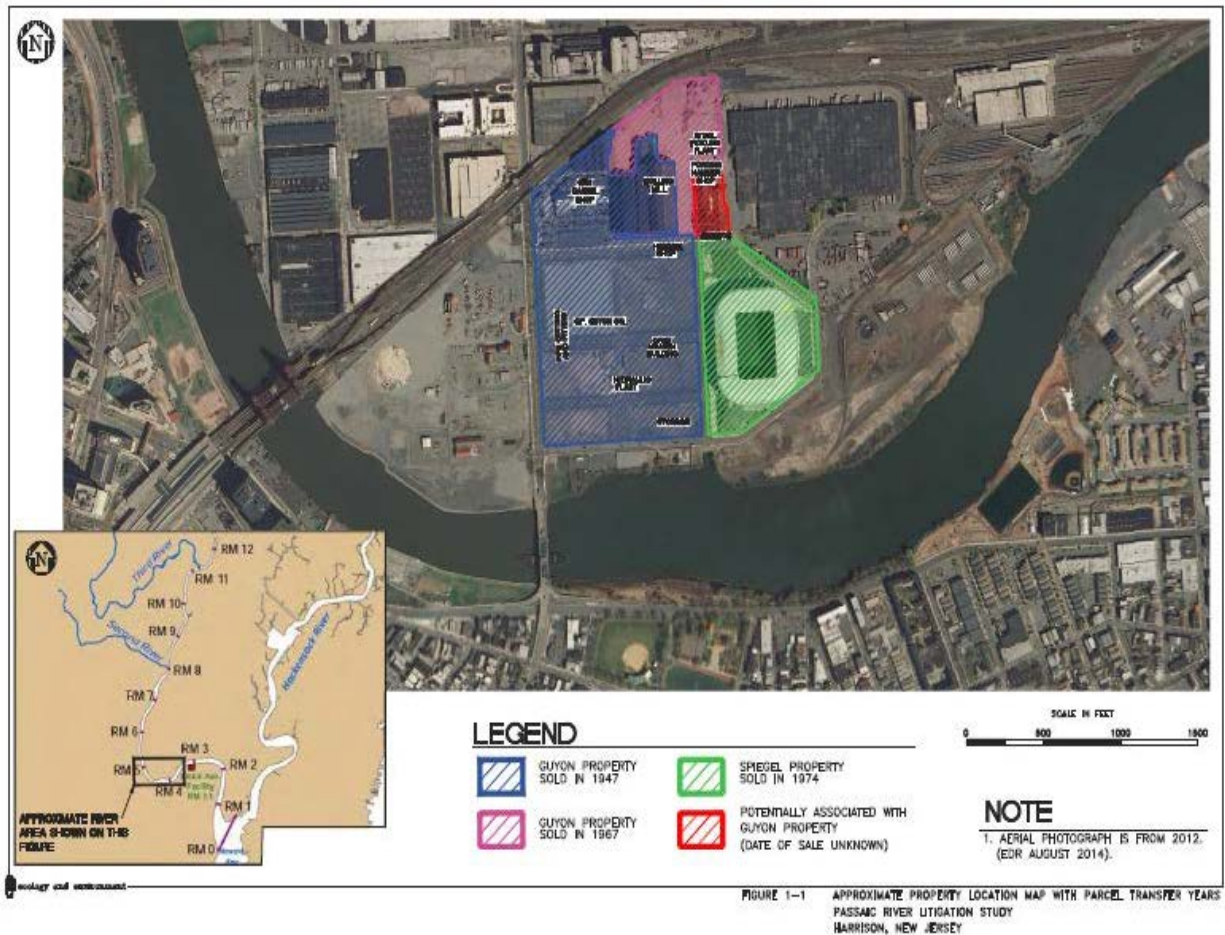 N
GUYON CO.
STORAGE
N
Third River
RM 12
RM 11
RM 10
Second River
RM 9
RM 8
Hackensack River
RM 7
RM 6
RM 5
RM 3
RM 2
RM 4
Facility
RM 1
RM 0
APPROXIMATE RIVER
AREA SHOWN ON THIS
FIGURE
LEGEND
GUYON PROPERTY
SOLD IN 1947
SPIEGEL PROPERTY
SOLD IN 1974
GUYON PROPERTY
SOLD IN 1967
POTENTIALLY ASSOCIATED WITH
GUYON PROPERTY
(DATE OF SALE UNKNOWN)
SCALE IN FEET
0 500 1000 1500
NOTE
1. AERIAL PHOTOGRAPH IS FROM 2012.
(EDR AUGUST 2014).
ecology and environment
FIGURE 1-1 APPROXIMATE PROPERTY LOCATION MAP WITH PARCEL TRANSFER YEARS
PASSAIC RIVER LITIGATION STUDY
HARRISON, NEW JERSEY